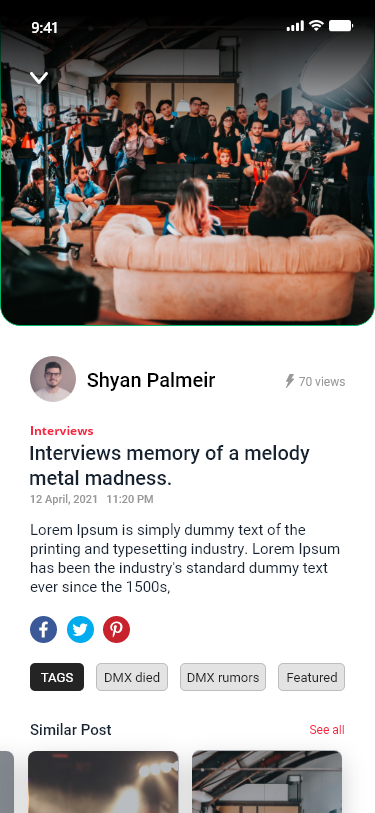 9:41
Shyan Palmeir
70 views
Interviews
Interviews memory of a melody
metal madness.
12 April, 2021 11:20 PM
Lorem Ipsum is simply dummy text of the
printing and typesetting industry. Lorem Ipsum
has been the industry's standard dummy text
ever since the 1500s,
TAGS DMX died DMX rumors Featured
Similar Post See all